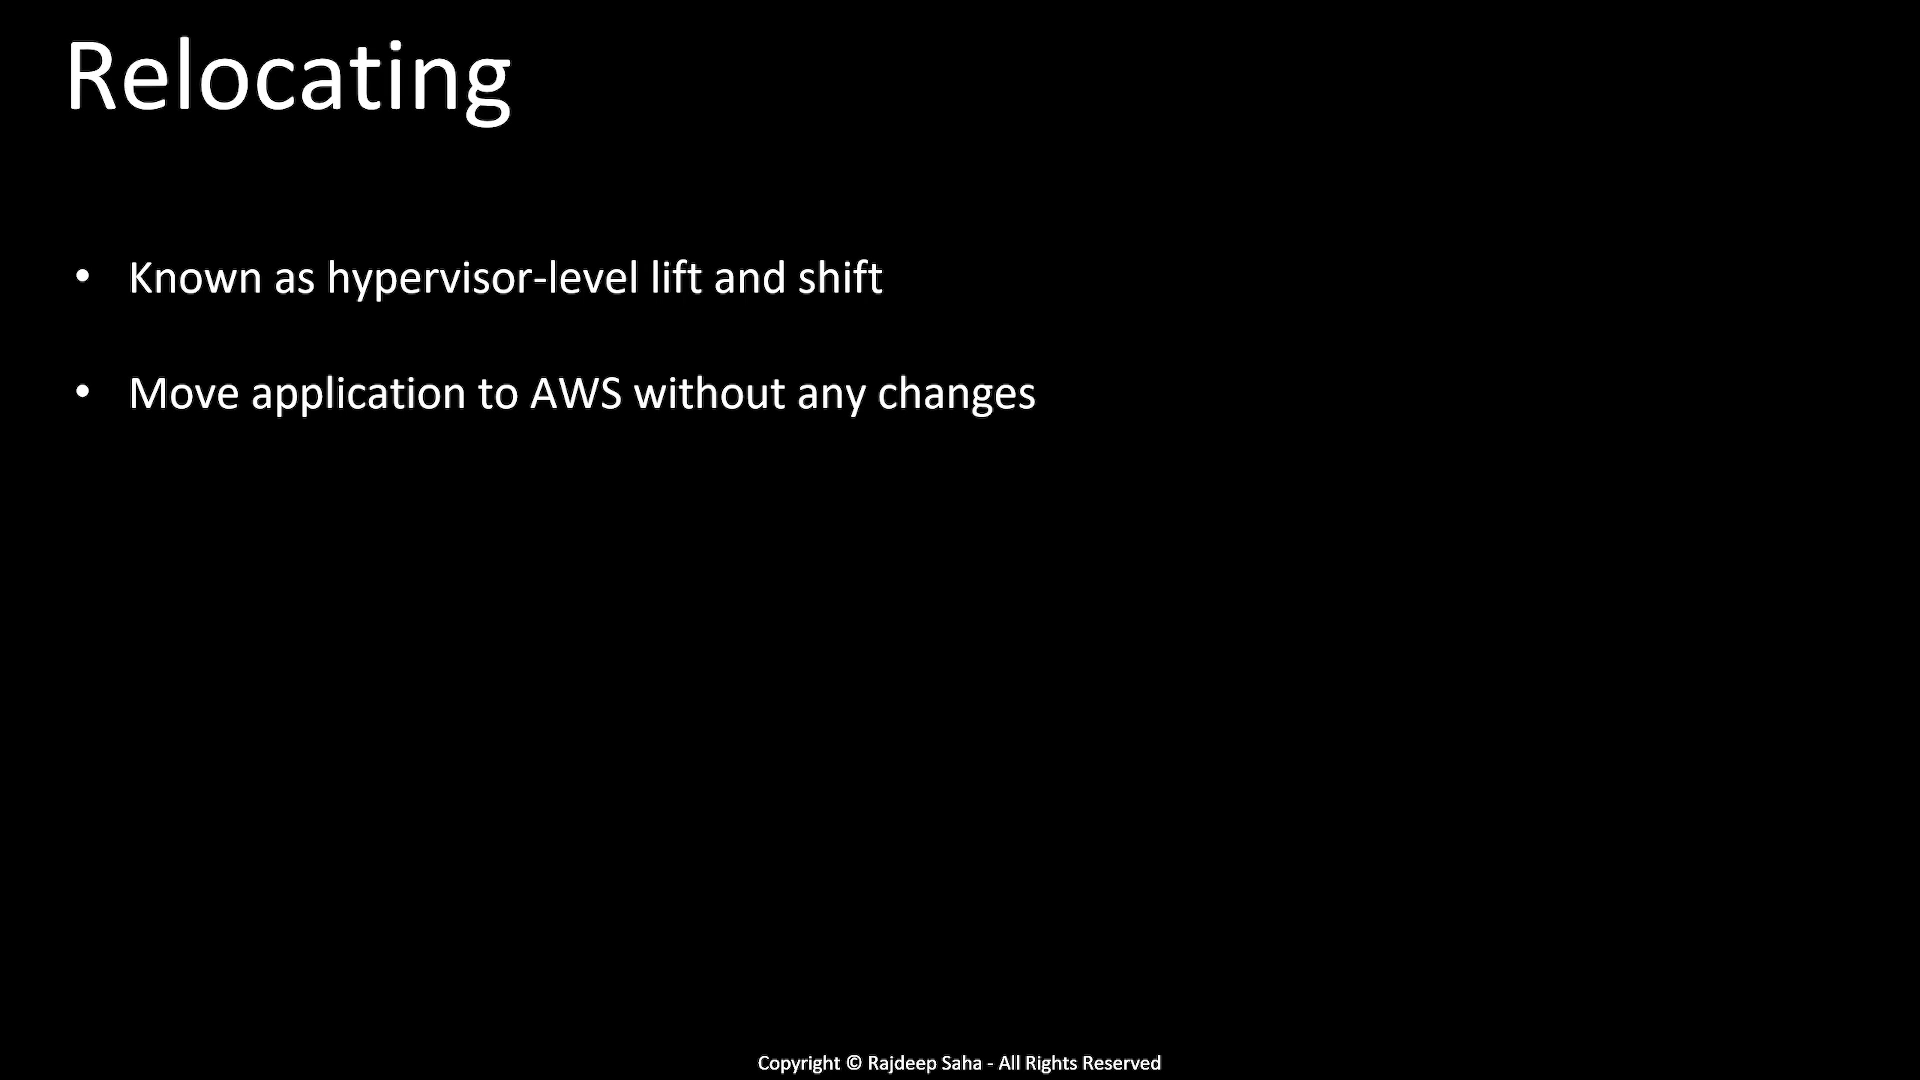 Relocating
• Known as hypervisor-level lift and shift
• Move application to AWS without any changes
Copyright © Rajdeep Saha - All Rights Reserved